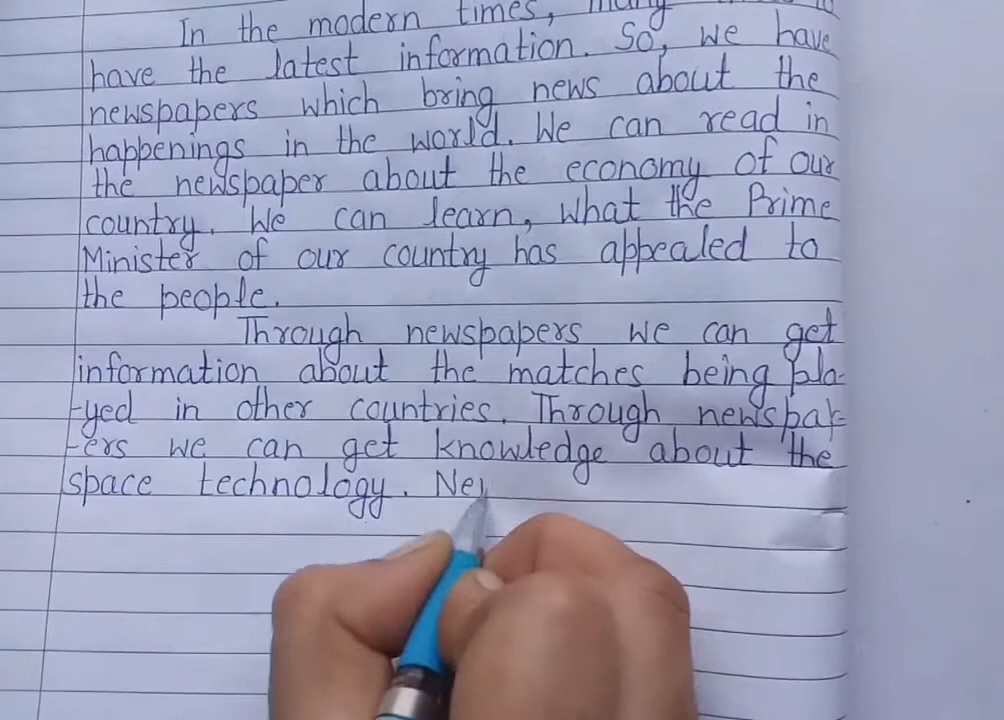 In the modern times, many
have the latest information. So, we have
newspapers which bring news about the
happenings in the world. We can read in
the newspaper about the economy of our
country. We can learn, what the Prime
Minister of our country has appealed to
the people.
Through newspapers we can get
information about the matches being pla-
-yed in other countries. Through newspap-
-ers we can get knowledge about the
space technology. New